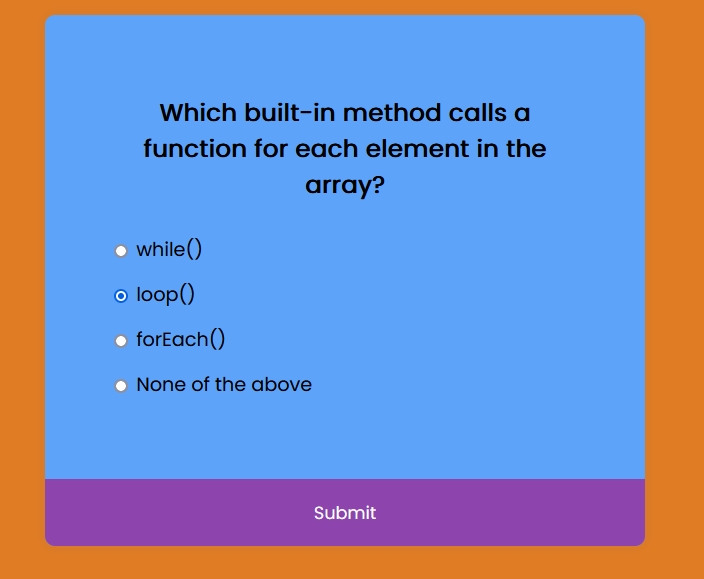 Which built-in method calls a
function for each element in the
array?
while()
loop()
forEach()
None of the above
Submit